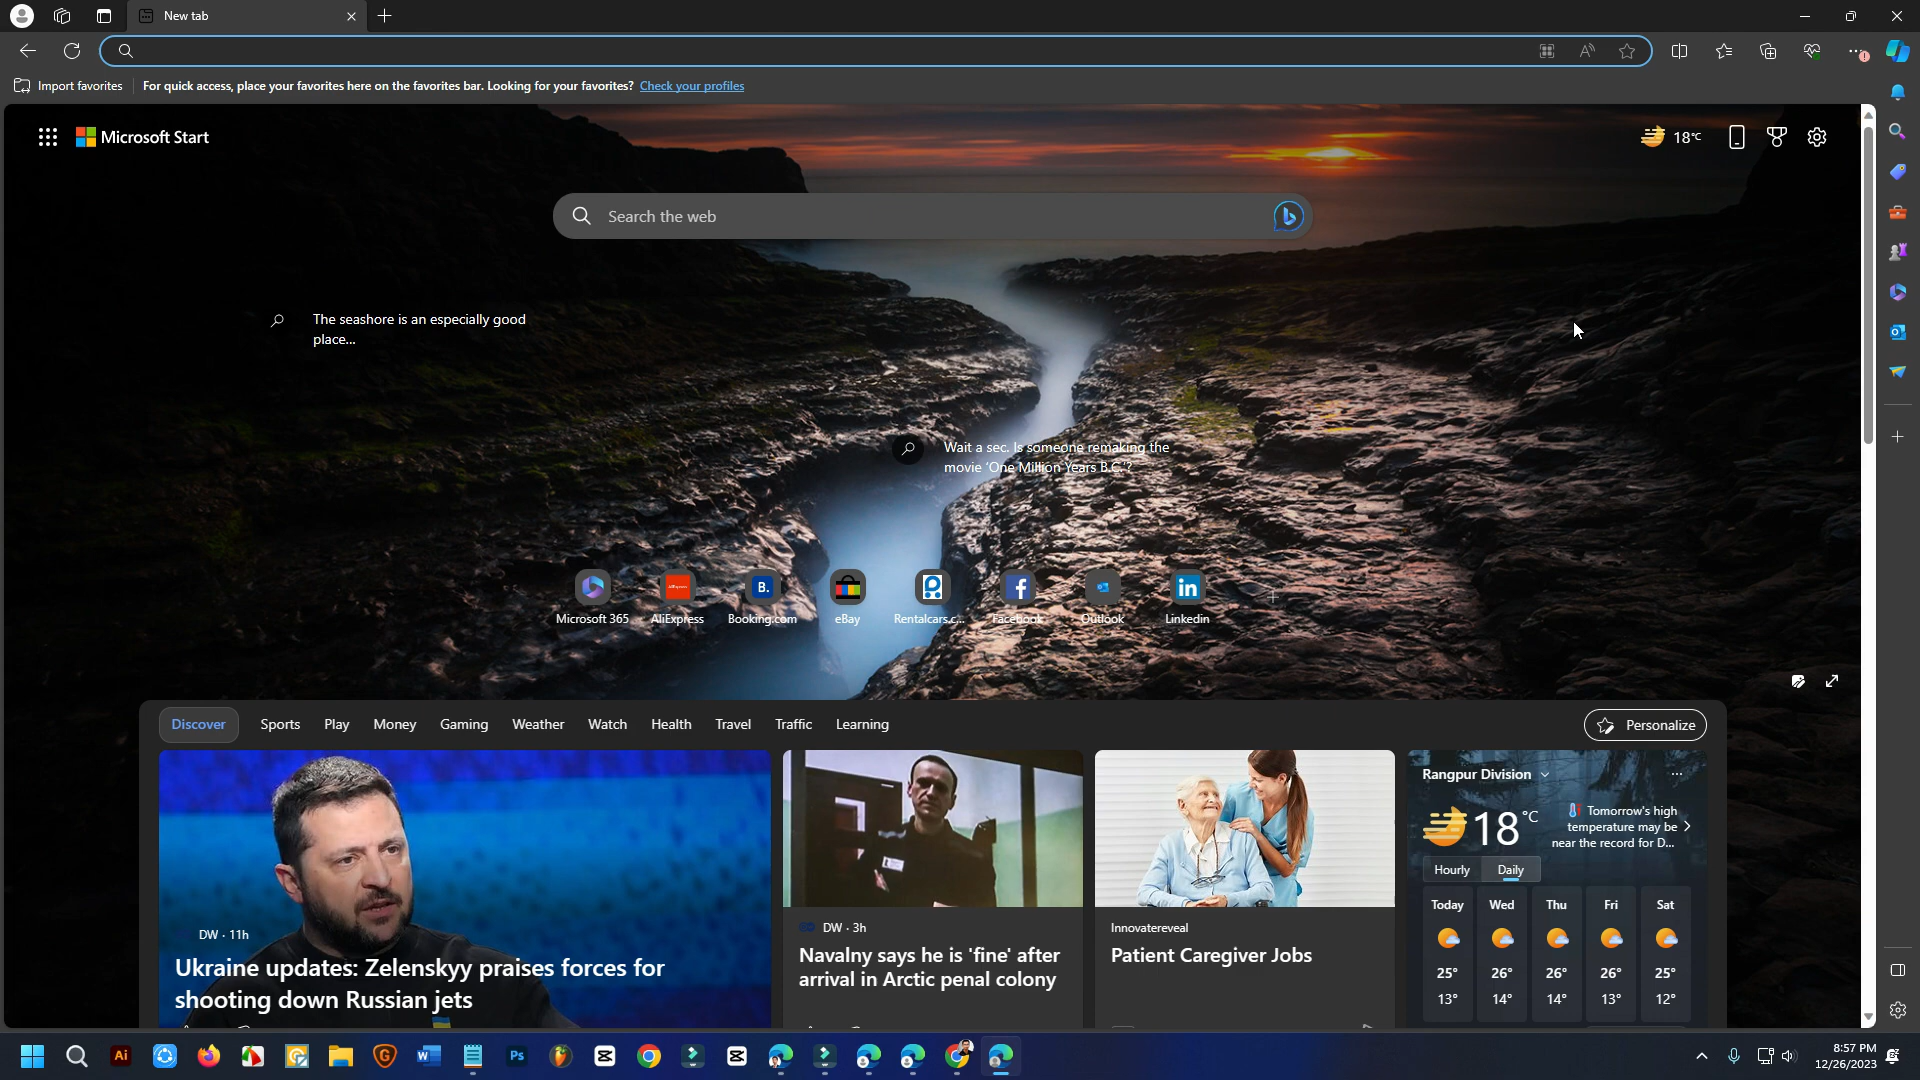 New tab
Import favorites
For quick access, place your favorites here on the favorites bar. Looking for your favorites? Check your profiles
Microsoft Start
18°C
Search the web
The seashore is an especially good
place...
Wait a sec. Is someone remaking the
movie 'One Million Years B.C.'?
Microsoft 365
AliExpress
Booking.com
eBay
Rentalcars.c...
Facebook
Outlook
Linkedin
Discover
Sports
Play
Money
Gaming
Weather
Watch
Health
Travel
Traffic
Learning
Personalize
DW · 11h
Ukraine updates: Zelenskyy praises forces for
shooting down Russian jets
DW · 3h
Navalny says he is 'fine' after
arrival in Arctic penal colony
Innovatereveal
Patient Caregiver Jobs
Rangpur Division
18°C
Tomorrow's high
temperature may be
near the record for D...
Hourly
Daily
Today Wed Thu Fri Sat
25° 26° 26° 26° 25°
13° 14° 14° 13° 12°
8:57 PM
12/26/2023